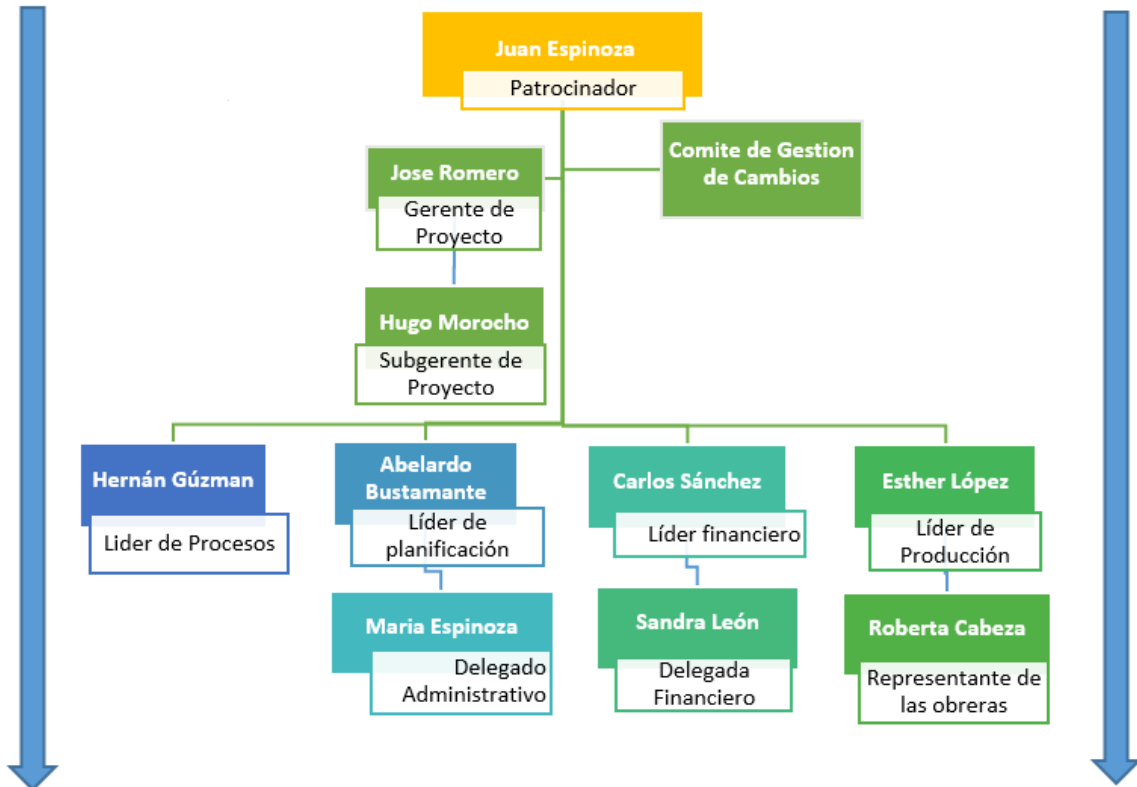 Juan Espinoza
Patrocinador
Comite de Gestion
de Cambios
Jose Romero
Gerente de
Proyecto
Hugo Morocho
Subgerente de
Proyecto
Hernán Gúzman
Lider de Procesos
Abelardo
Bustamante
Líder de
planificación
Carlos Sánchez
Líder financiero
Esther López
Líder de
Producción
Maria Espinoza
Delegado
Administrativo
Sandra León
Delegada
Financiero
Roberta Cabeza
Representante de
las obreras